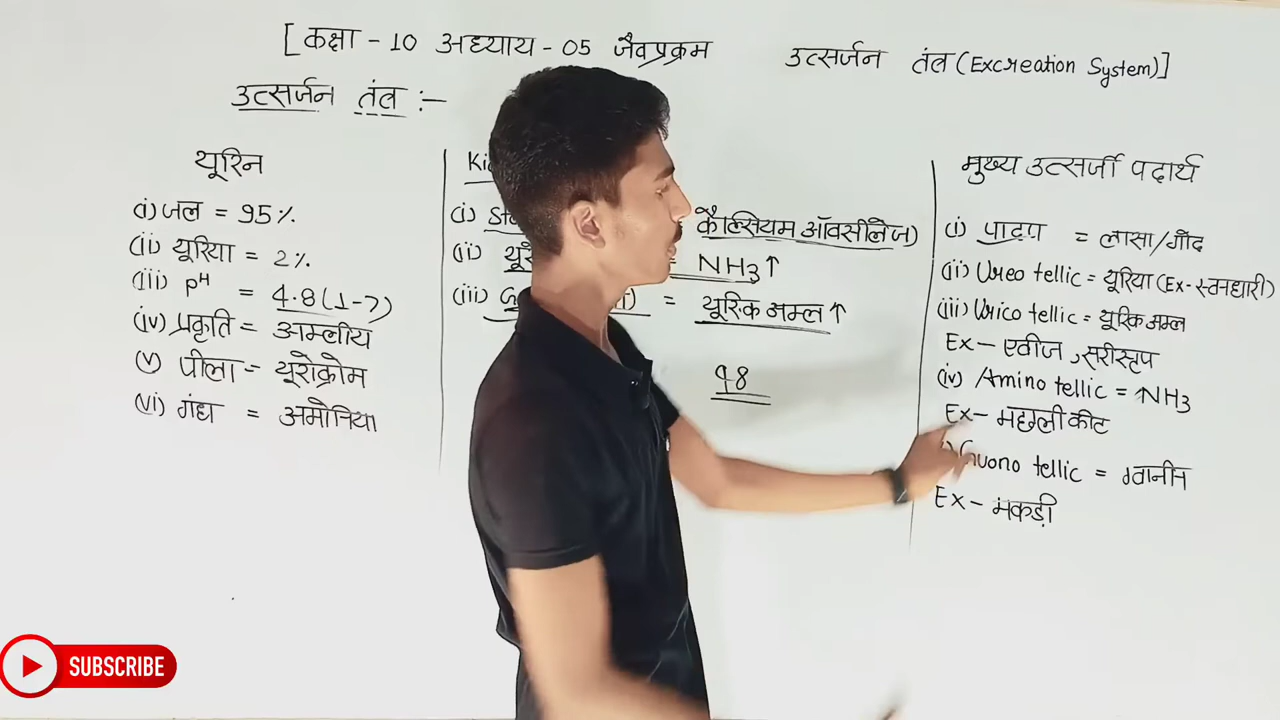 [ कक्षा - 10 अध्याय - 05 जैवप्रक्रम उत्सर्जन तंत्र (Excreation System)]
उत्सर्जन तंत्र :-
यूरिन
(i) जल = 95%.
(ii) यूरिया = 2%.
(iii) pH = 4.8(1-7)
(iv) प्रकृति = अम्लीय
(v) पीला = यूरोक्रोम
(vi) गंध = अमोनिया
(i) कैल्सियम ऑक्सीलेज)
(ii) NH3↑
(iii) = यूरिक अम्ल↑
98
मुख्य उत्सर्जी पदार्थ
(i) पादप = लासा/गोंद
(ii) Ureo tellic = यूरिया (Ex- स्तनधारी)
(iii) Urico tellic = यूरिक अम्ल
Ex - एवीज, सरीसृप
(iv) Amino tellic = ↑NH3
Ex- मछली कीट
Guono tellic = ग्वानीन
Ex - मकड़ी
SUBSCRIBE